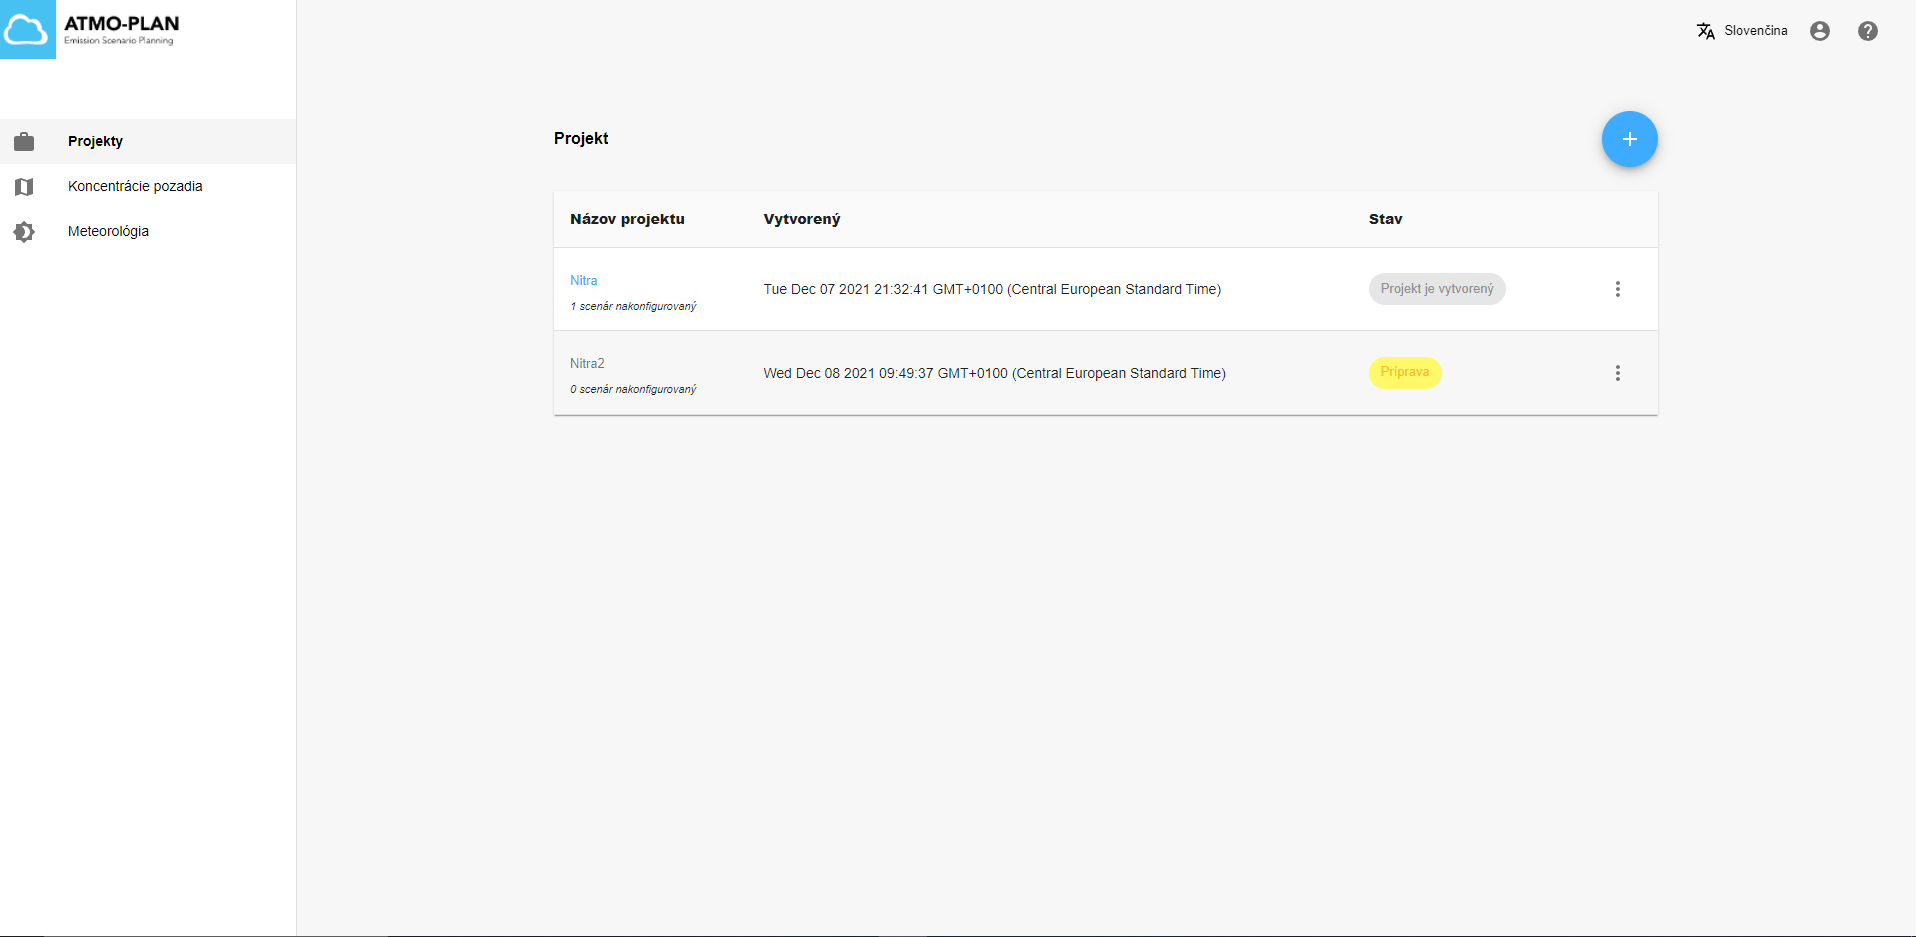 ATMO-PLAN
Emission Scenario Planning
Slovenčina
Projekty
Koncentrácie pozadia
Meteorológia
Projekt
Názov projektu Vytvorený Stav
Nitra
1 scenár nakonfigurovaný
Tue Dec 07 2021 21:32:41 GMT+0100 (Central European Standard Time)
Projekt je vytvorený
Nitra2
0 scenár nakonfigurovaný
Wed Dec 08 2021 09:49:37 GMT+0100 (Central European Standard Time)
Príprava